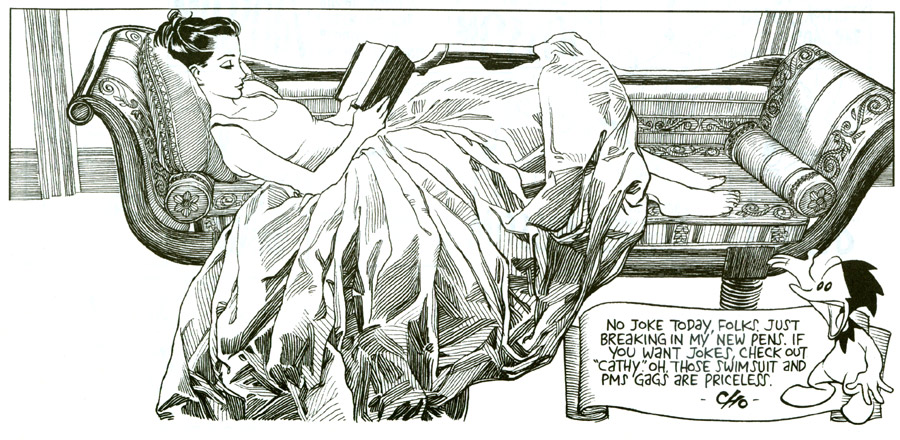 NO JOKE TODAY, FOLKS. JUST
BREAKING IN MY NEW PENS. IF
YOU WANT JOKES, CHECK OUT
"CATHY." OH, THOSE SWIMSUIT AND
PMS GAGS ARE PRICELESS.
- CHO -